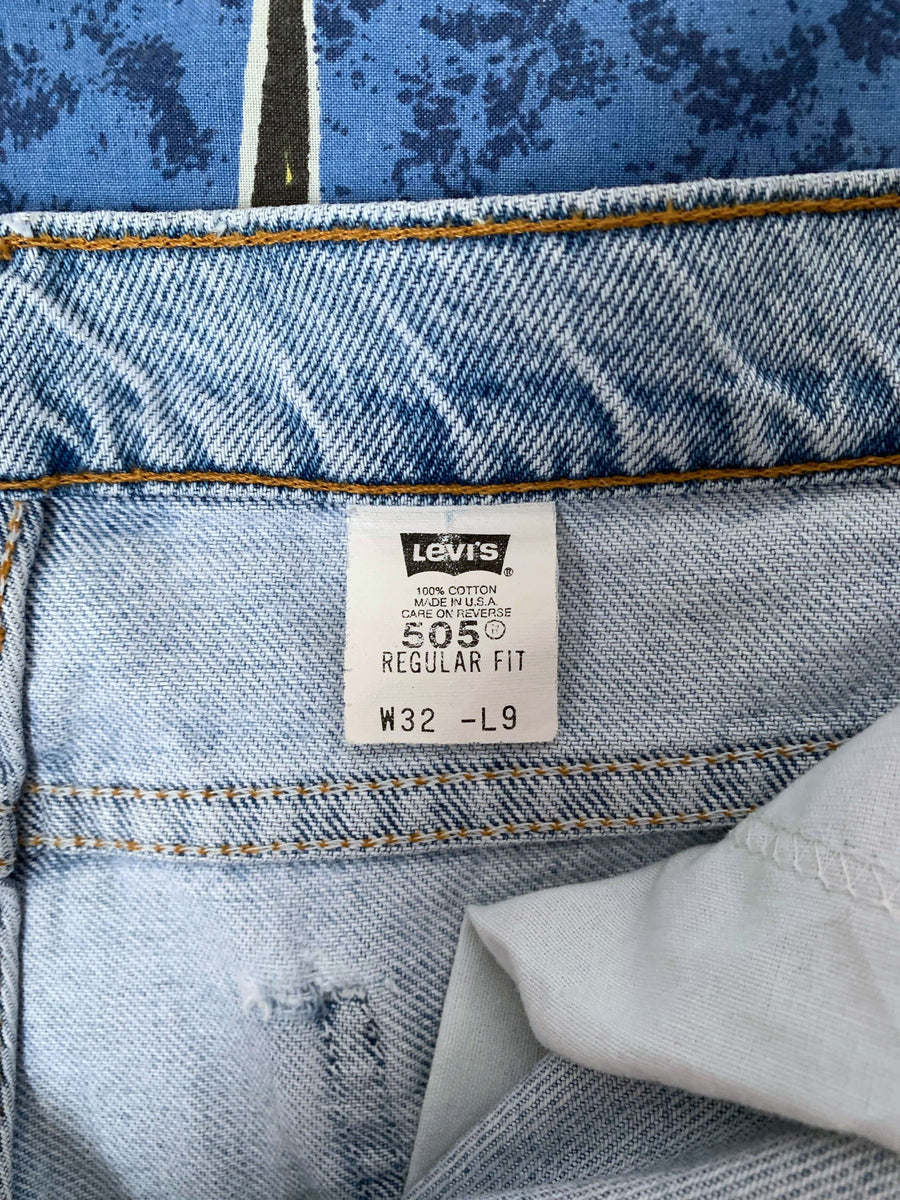 LEVI'S ®
100% COTTON
MADE IN U.S.A.
CARE ON REVERSE
505 ®
REGULAR FIT
W32 -L9